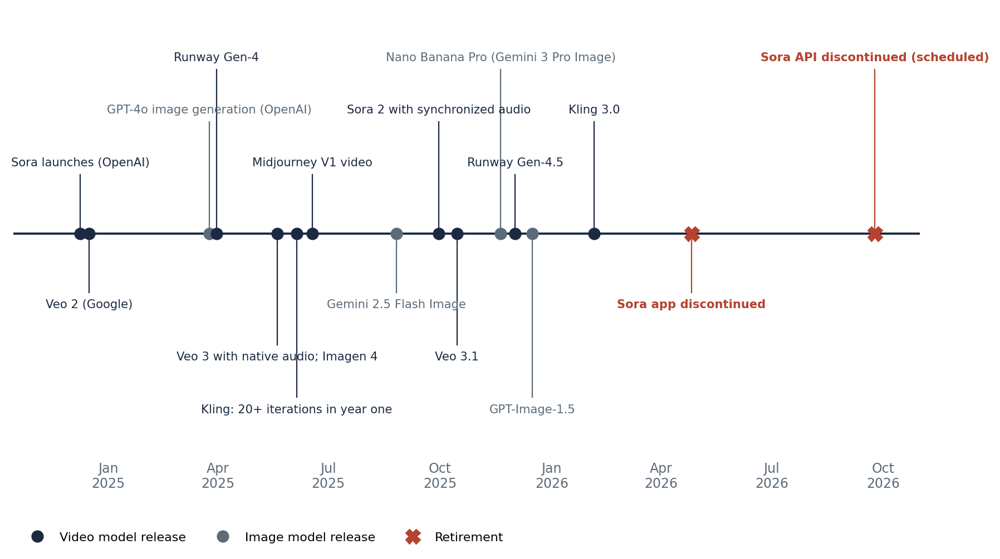 Runway Gen-4
Nano Banana Pro (Gemini 3 Pro Image)
Sora API discontinued (scheduled)
GPT-4o image generation (OpenAI)
Sora 2 with synchronized audio
Kling 3.0
Sora launches (OpenAI)
Midjourney V1 video
Runway Gen-4.5
Veo 2 (Google)
Gemini 2.5 Flash Image
Sora app discontinued
Veo 3 with native audio; Imagen 4
Veo 3.1
Kling: 20+ iterations in year one
GPT-Image-1.5
Jan
2025
Apr
2025
Jul
2025
Oct
2025
Jan
2026
Apr
2026
Jul
2026
Oct
2026
Video model release
Image model release
Retirement